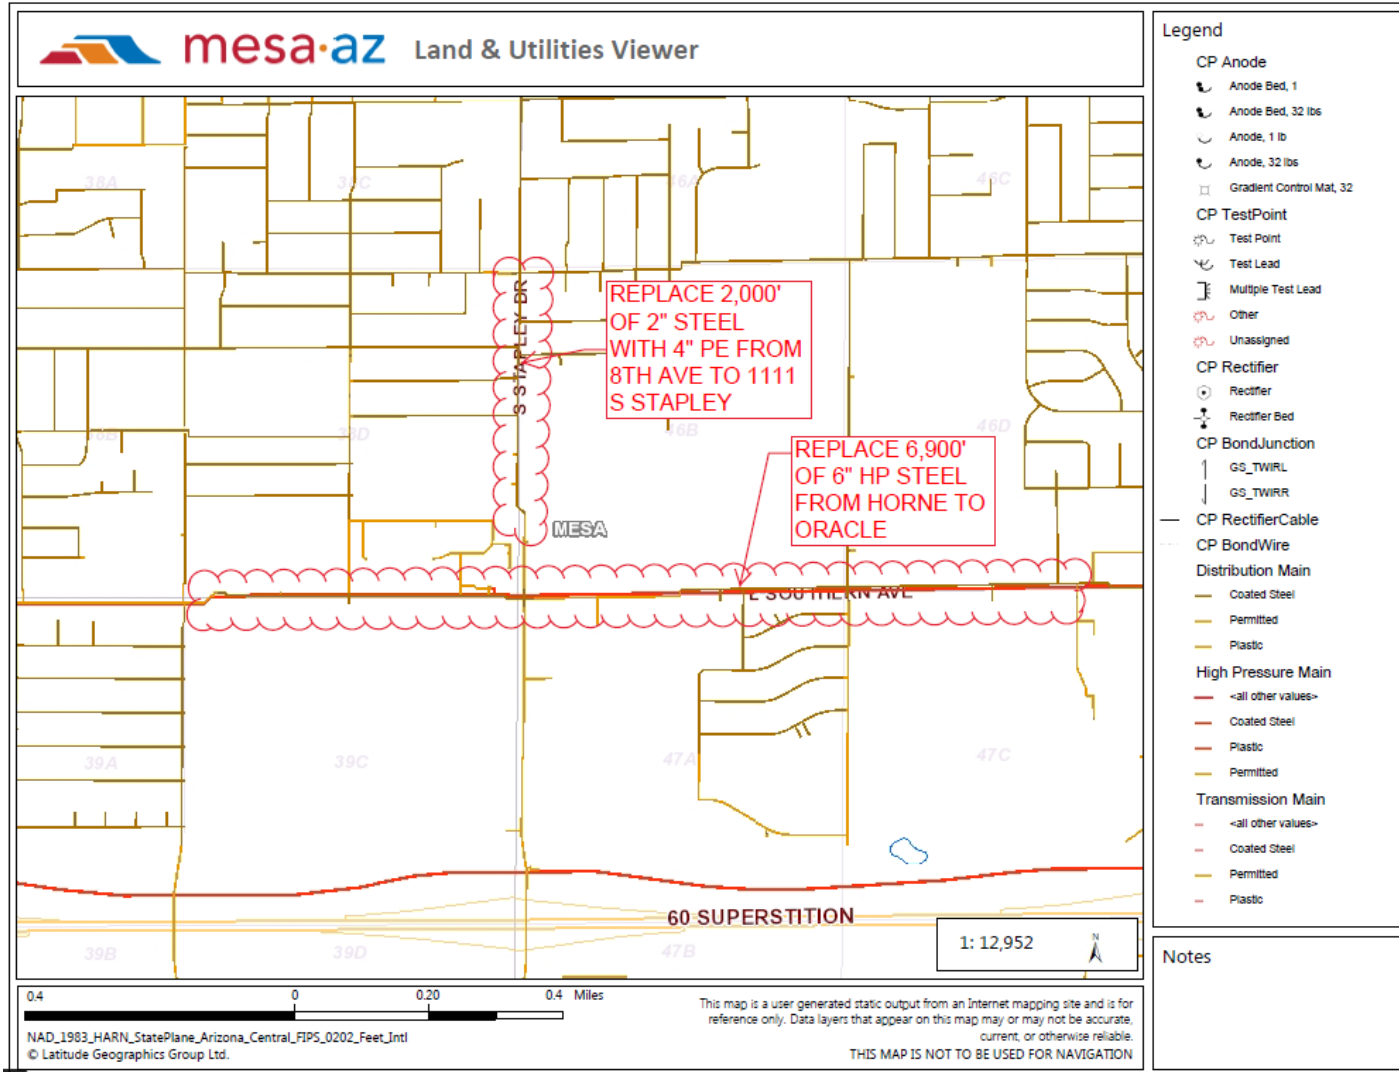 mesa·az Land & Utilities Viewer
38A
38C
46A
46C
S STAPLEY DR
REPLACE 2,000'
OF 2" STEEL
WITH 4" PE FROM
8TH AVE TO 1111
S STAPLEY
38B
38D
46B
46D
REPLACE 6,900'
OF 6" HP STEEL
FROM HORNE TO
ORACLE
MESA
E SOUTHERN AVE
39A
39C
47A
47C
60 SUPERSTITION
39B
39D
47B
1: 12,952
N
0.4
0
0.20
0.4 Miles
NAD_1983_HARN_StatePlane_Arizona_Central_FIPS_0202_Feet_Intl
© Latitude Geographics Group Ltd.
This map is a user generated static output from an Internet mapping site and is for
reference only. Data layers that appear on this map may or may not be accurate,
current, or otherwise reliable.
THIS MAP IS NOT TO BE USED FOR NAVIGATION
Legend
CP Anode
Anode Bed, 1
Anode Bed, 32 lbs
Anode, 1 lb
Anode, 32 lbs
Gradient Control Mat, 32
CP TestPoint
Test Point
Test Lead
Multiple Test Lead
Other
Unassigned
CP Rectifier
Rectifier
Rectifier Bed
CP BondJunction
GS_TWIRL
GS_TWIRR
CP RectifierCable
CP BondWire
Distribution Main
Coated Steel
Permitted
Plastic
High Pressure Main
<all other values>
Coated Steel
Plastic
Permitted
Transmission Main
<all other values>
Coated Steel
Permitted
Plastic
Notes